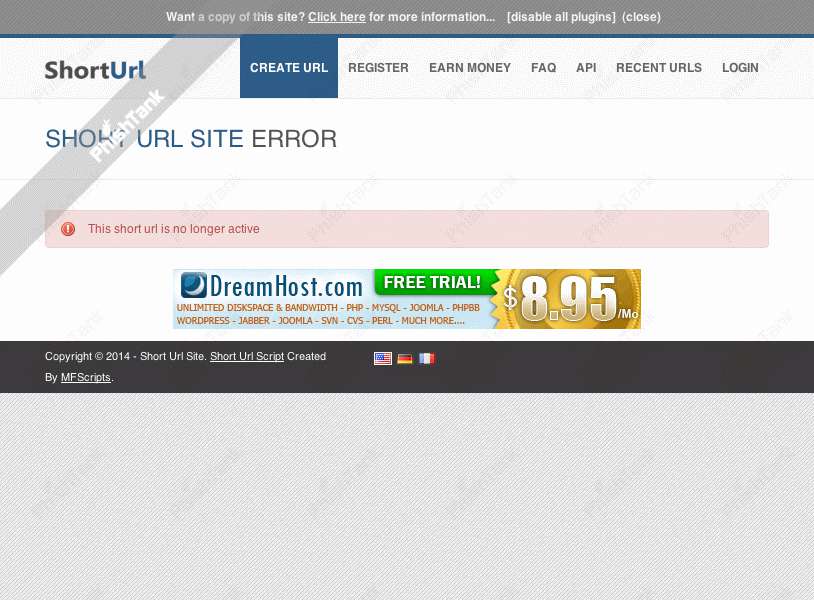 Want a copy of this site? Click here for more information... [disable all plugins] (close)
ShortUrl
CREATE URL REGISTER EARN MONEY FAQ API RECENT URLS LOGIN
PhishTank
SHORT URL SITE ERROR
This short url is no longer active
DreamHost.com FREE TRIAL! $8.95/Mo
UNLIMITED DISKSPACE & BANDWIDTH - PHP - MYSQL - JOOMLA - PHPBB
WORDPRESS - JABBER - JOOMLA - SVN - CVS - PERL - MUCH MORE....
Copyright © 2014 - Short Url Site. Short Url Script Created
By MFScripts.